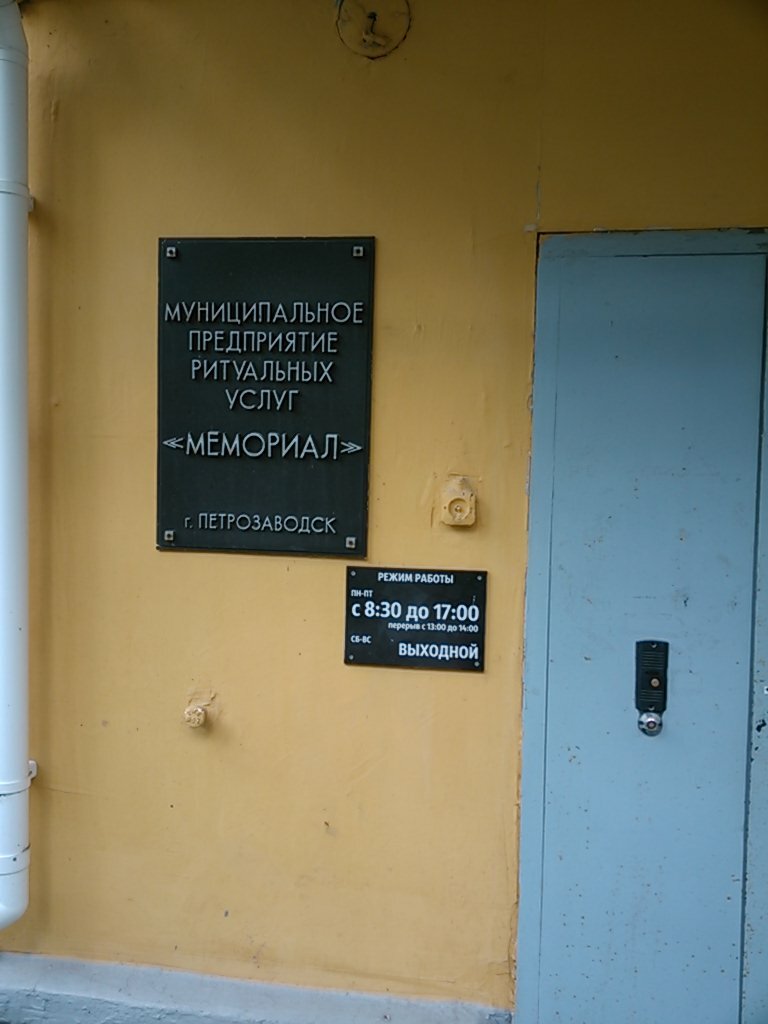 МУНИЦИПАЛЬНОЕ
ПРЕДПРИЯТИЕ
РИТУАЛЬНЫХ
УСЛУГ
«МЕМОРИАЛ»
г. ПЕТРОЗАВОДСК
РЕЖИМ РАБОТЫ
ПН-ПТ
с 8:30 до 17:00
перерыв с 13:00 до 14:00
СБ-ВС
ВЫХОДНОЙ